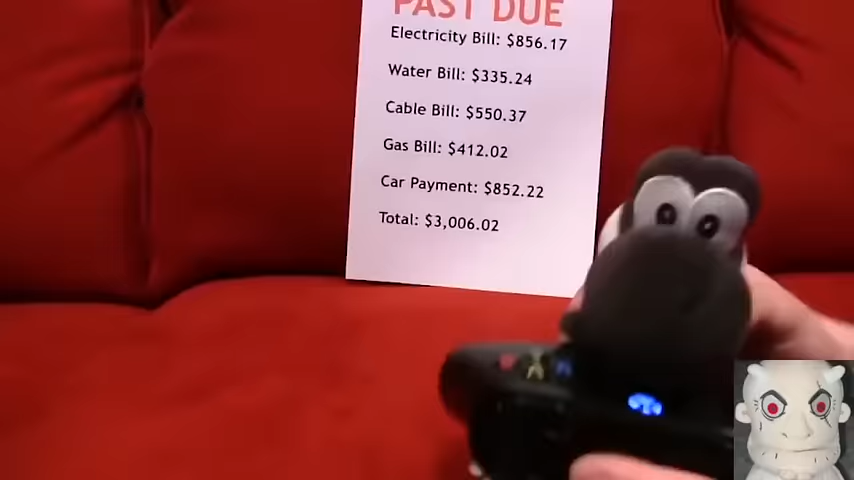 PAST DUE
Electricity Bill: $856.17
Water Bill: $335.24
Cable Bill: $550.37
Gas Bill: $412.02
Car Payment: $852.22
Total: $3,006.02